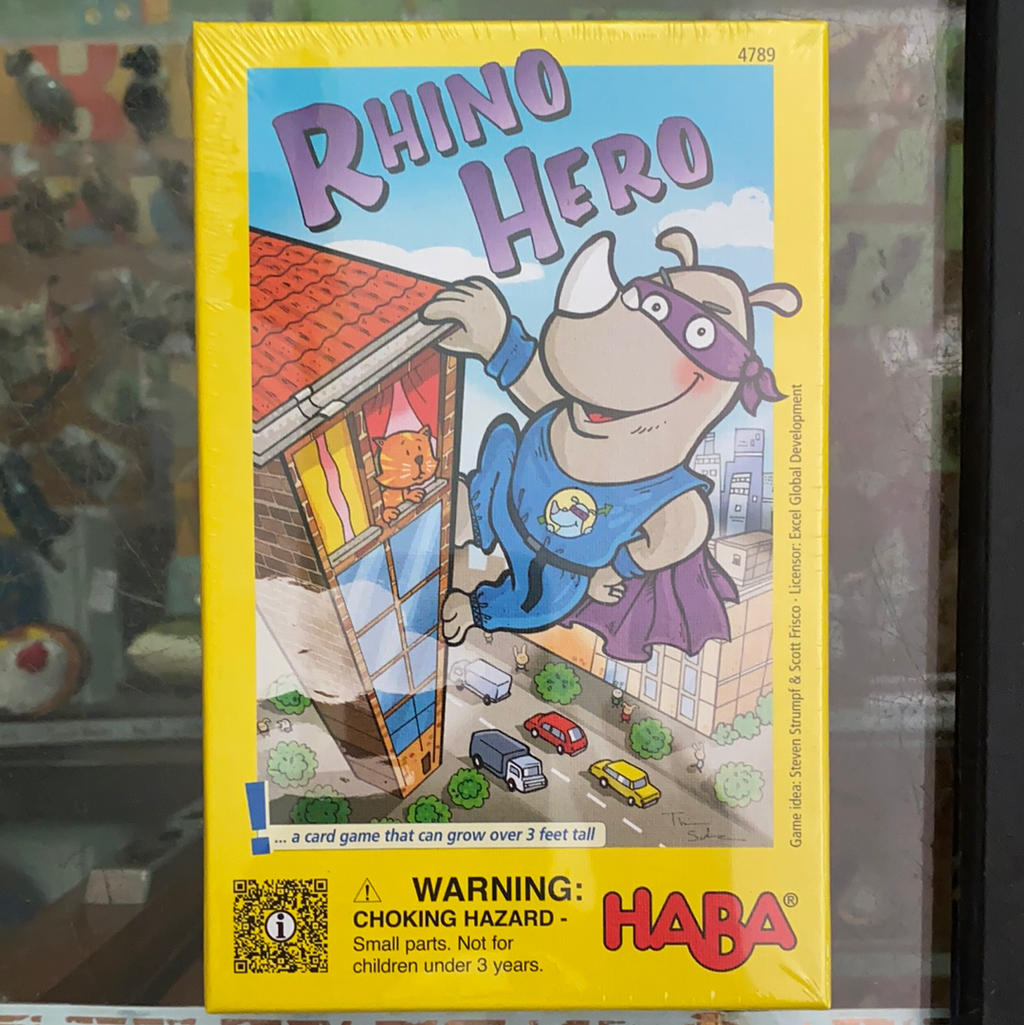 4789
RHINO
HERO
Game idea: Steven Strumpf & Scott Frisco · Licensor: Excel Global Development
... a card game that can grow over 3 feet tall
WARNING:
CHOKING HAZARD -
Small parts. Not for
children under 3 years.
HABA®